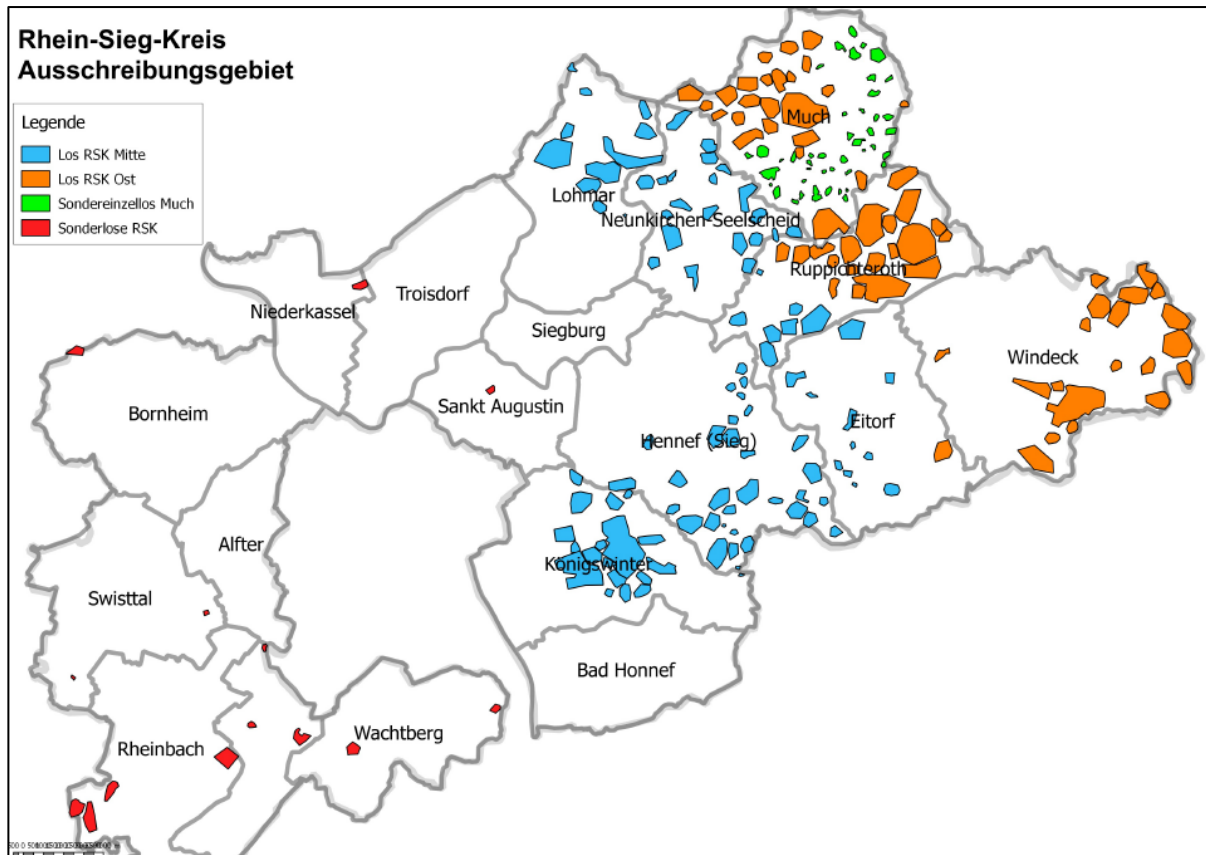 Rhein-Sieg-Kreis
Ausschreibungsgebiet
Legende
Los RSK Mitte
Los RSK Ost
Sondereinzellos Much
Sonderlose RSK
Much
Lohmar
Neunkirchen-Seelscheid
Ruppichteroth
Niederkassel
Troisdorf
Siegburg
Windeck
Bornheim
Sankt Augustin
Hennef (Sieg)
Eitorf
Alfter
Königswinter
Swisttal
Bad Honnef
Rheinbach
Wachtberg